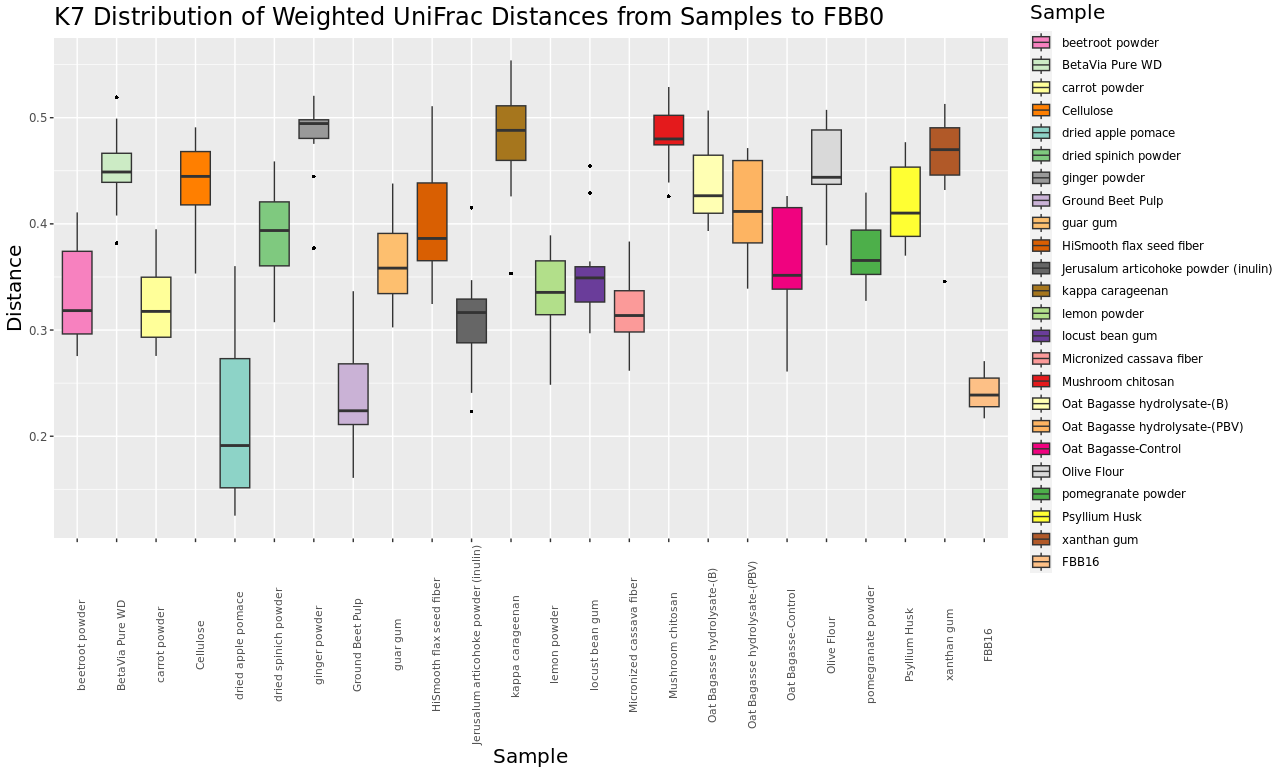 K7 Distribution of Weighted UniFrac Distances from Samples to FBB0
Distance
0.5
0.4
0.3
0.2
beetroot powder
BetaVia Pure WD
carrot powder
Cellulose
dried apple pomace
dried spinich powder
ginger powder
Ground Beet Pulp
guar gum
HiSmooth flax seed fiber
Jerusalum articohoke powder (inulin)
kappa carageenan
lemon powder
locust bean gum
Micronized cassava fiber
Mushroom chitosan
Oat Bagasse hydrolysate-(B)
Oat Bagasse hydrolysate-(PBV)
Oat Bagasse-Control
Olive Flour
pomegranate powder
Psyllium Husk
xanthan gum
FBB16
Sample
Sample
beetroot powder
BetaVia Pure WD
carrot powder
Cellulose
dried apple pomace
dried spinich powder
ginger powder
Ground Beet Pulp
guar gum
HiSmooth flax seed fiber
Jerusalum articohoke powder (inulin)
kappa carageenan
lemon powder
locust bean gum
Micronized cassava fiber
Mushroom chitosan
Oat Bagasse hydrolysate-(B)
Oat Bagasse hydrolysate-(PBV)
Oat Bagasse-Control
Olive Flour
pomegranate powder
Psyllium Husk
xanthan gum
FBB16